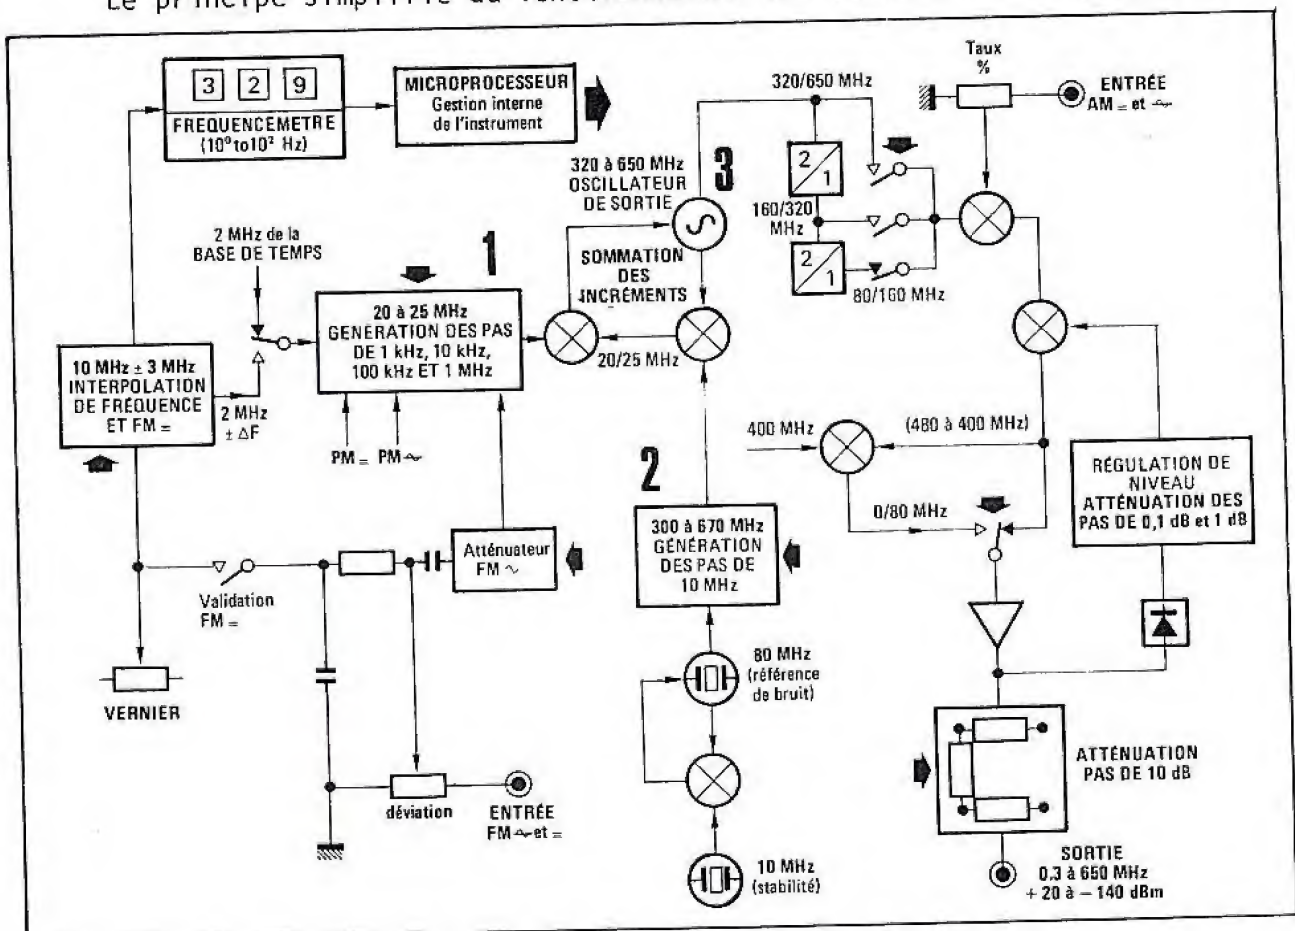 Le principe simplifié du
3 2 9
FREQUENCEMETRE
(10⁰ to 10² Hz)
MICROPROCESSEUR
Gestion interne
de l'instrument
320/650 MHz
Taux
%
ENTRÉE
AM = et ~
320 à 650 MHz
OSCILLATEUR
DE SORTIE
3
2
1
160/320
MHz
2
1
80/160 MHz
2 MHz de la
BASE DE TEMPS
1
SOMMATION
DES
INCRÉMENTS
20 à 25 MHz
GÉNÉRATION DES PAS
DE 1 kHz, 10 kHz,
100 kHz ET 1 MHz
20/25 MHz
10 MHz ± 3 MHz
INTERPOLATION
DE FRÉQUENCE
ET FM =
2 MHz
± ΔF
PM = PM ~
400 MHz
(480 à 400 MHz)
2
RÉGULATION DE
NIVEAU
ATTÉNUATION DES
PAS DE 0,1 dB et 1 dB
0/80 MHz
300 à 670 MHz
GÉNÉRATION
DES PAS DE
10 MHz
Atténuateur
FM ~
Validation
FM =
80 MHz
(référence
de bruit)
VERNIER
ATTÉNUATION
PAS DE 10 dB
déviation
ENTRÉE
FM ~ et =
10 MHz
(stabilité)
SORTIE
0.3 à 650 MHz
+ 20 à – 140 dBm